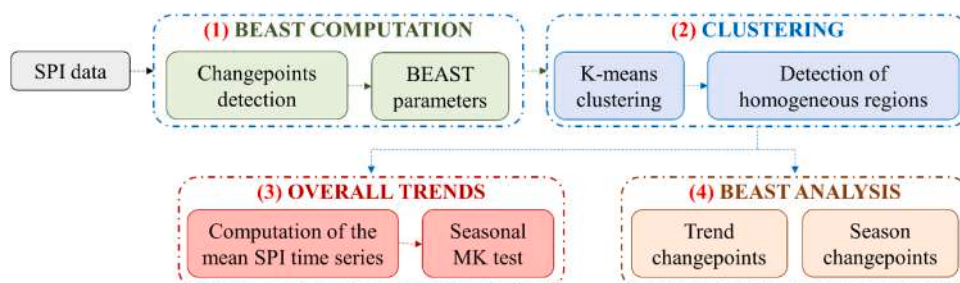 (1) BEAST COMPUTATION
(2) CLUSTERING
SPI data
Changepoints
detection
BEAST
parameters
K-means
clustering
Detection of
homogeneous regions
(3) OVERALL TRENDS
(4) BEAST ANALYSIS
Computation of the
mean SPI time series
Seasonal
MK test
Trend
changepoints
Season
changepoints